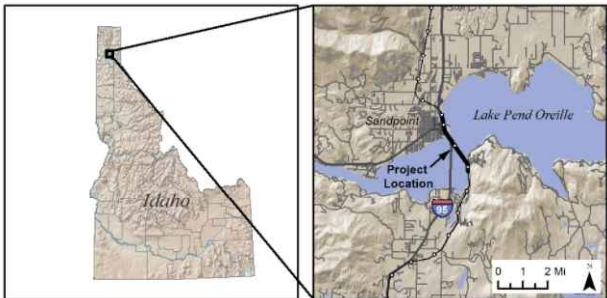 Idaho
Sandpoint
Lake Pend Oreille
Project
Location
95
0 1 2 Mi
N